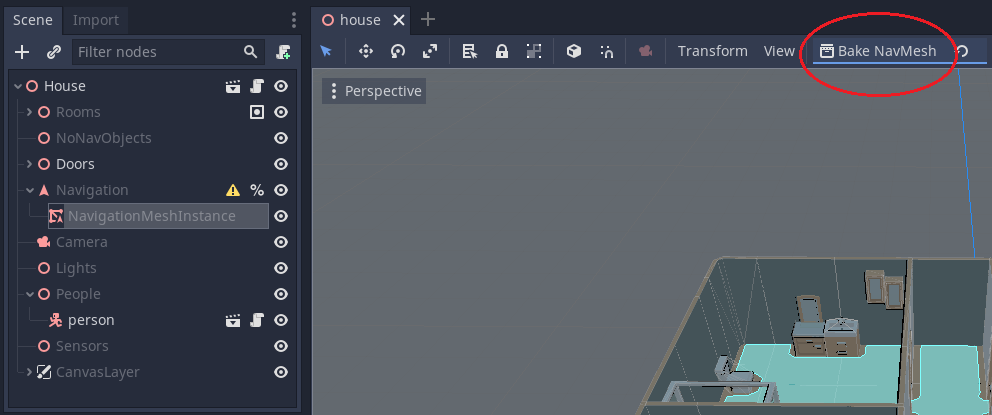 Scene Import
Filter nodes
House
Rooms
NoNavObjects
Doors
Navigation %
NavigationMeshInstance
Camera
Lights
People
person
Sensors
CanvasLayer
house
Transform View Bake NavMesh
Perspective